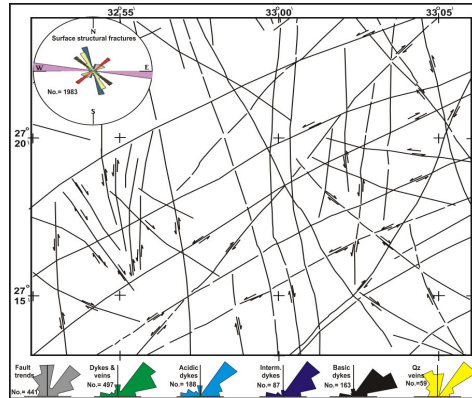 32.55 33.00 33.05
N
Surface structural fractures
W E
No.= 1983
S
27°
20'
27°
15'
Fault trends
No.= 441
Dykes & veins
No.= 497
Acidic dykes
No.= 188
Interm. dykes
No.= 87
Basic dykes
No.= 163
Qz veins
No.=59